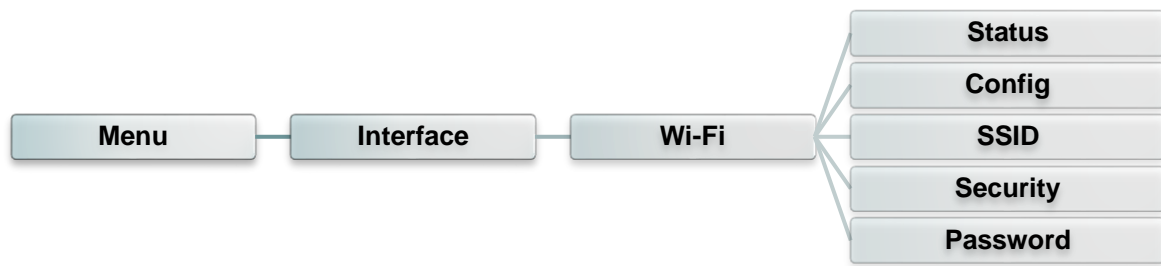 Menu
Interface
Wi-Fi
Status
Config
SSID
Security
Password